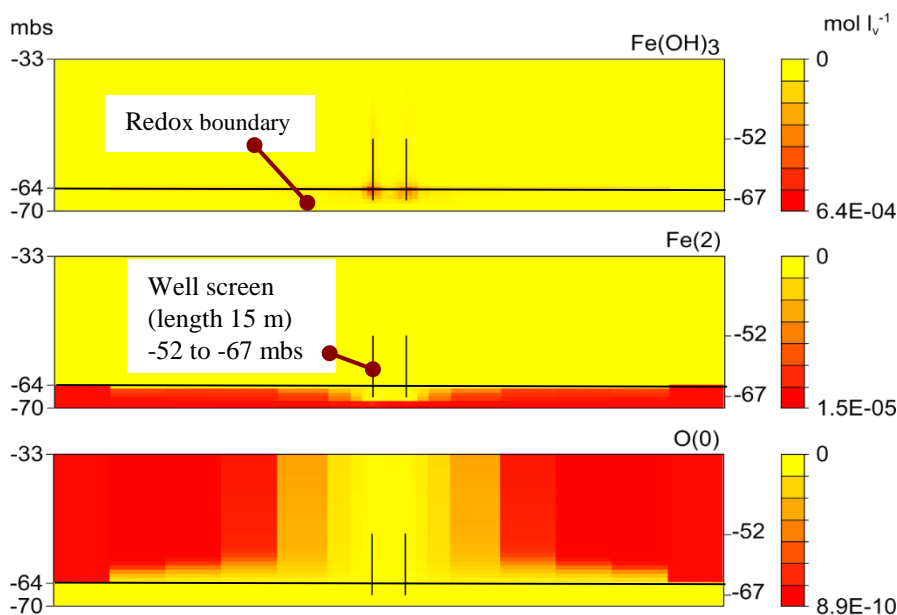 mbs
mol l_v^-1
Fe(OH)3
-33
0
Redox boundary
-52
-64
-67
-70
6.4E-04
Fe(2)
-33
0
Well screen
(length 15 m)
-52 to -67 mbs
-52
-64
-67
-70
1.5E-05
O(0)
-33
0
-52
-64
-67
-70
8.9E-10